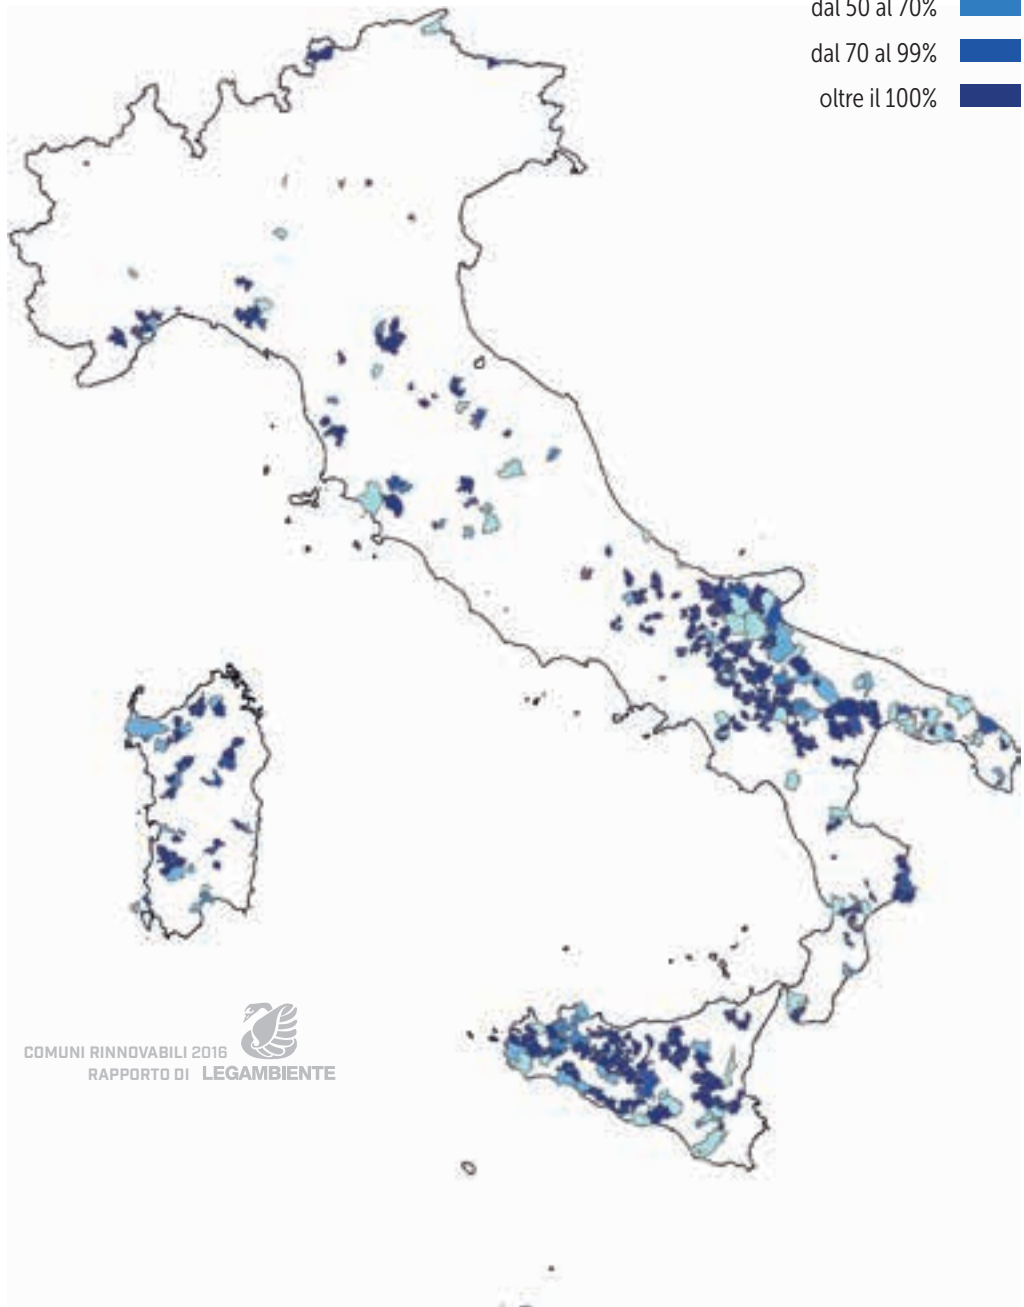 dal 50 al 70%
dal 70 al 99%
oltre il 100%
COMUNI RINNOVABILI 2016
RAPPORTO DI LEGAMBIENTE